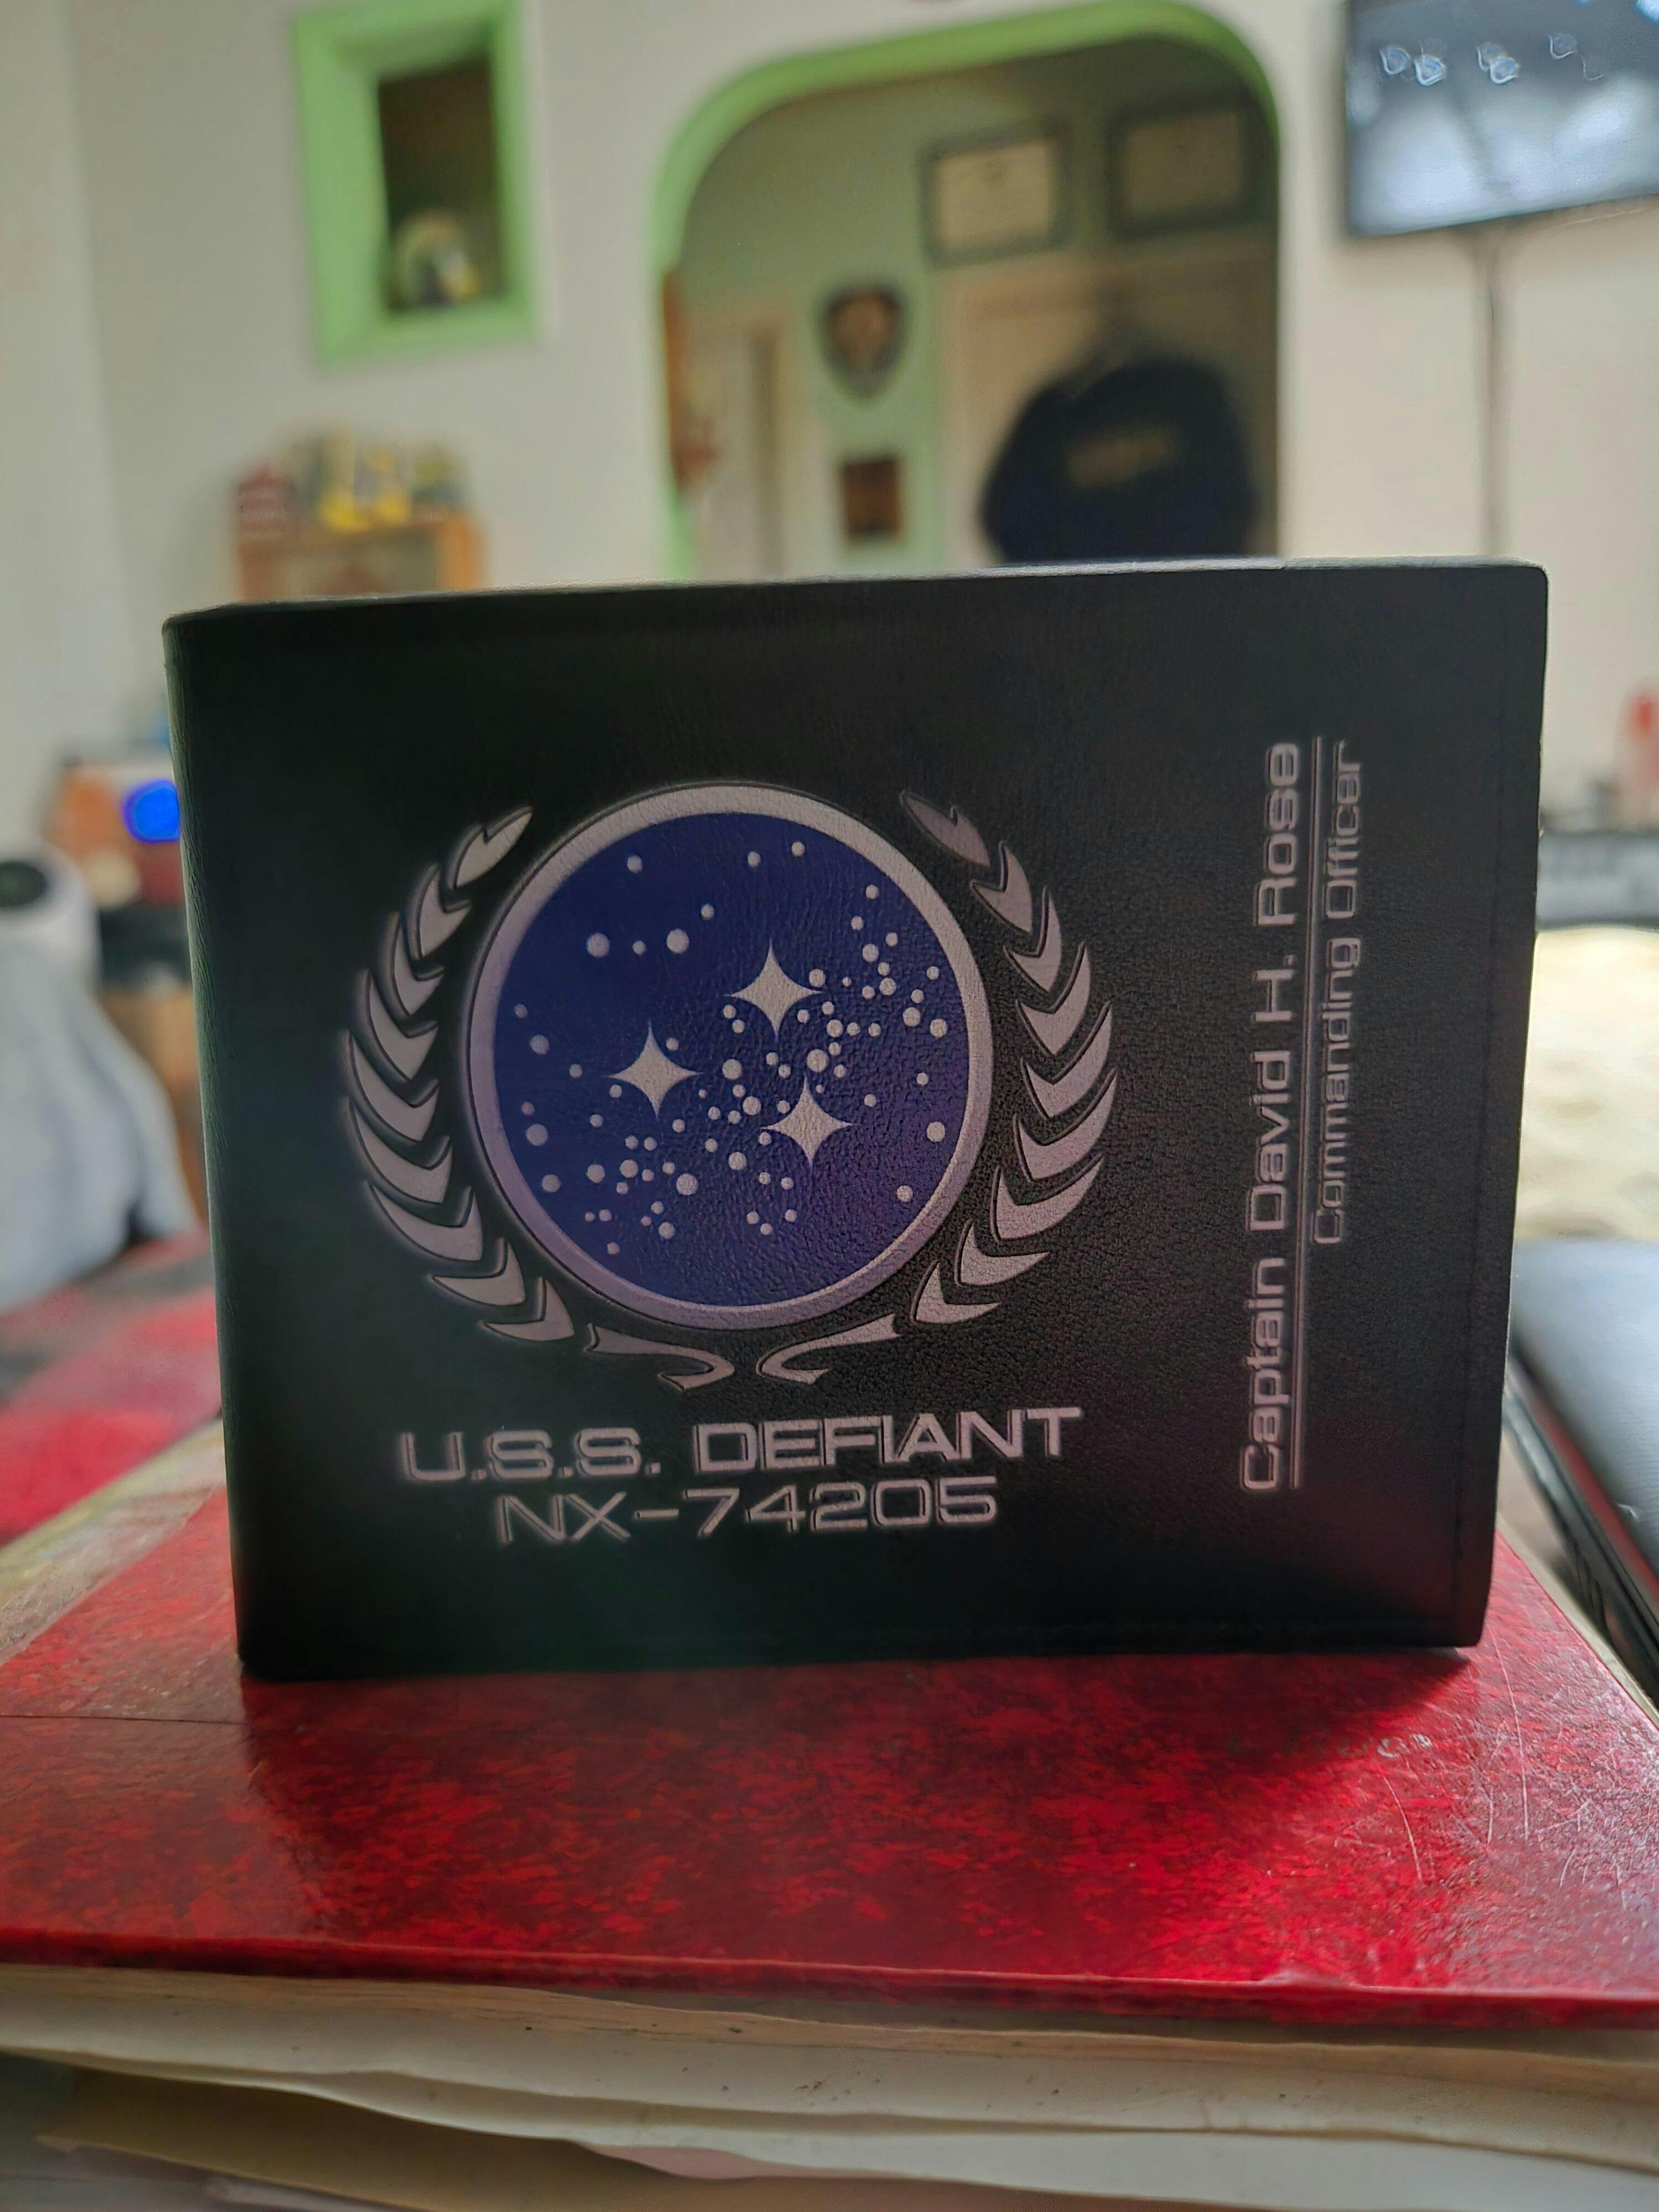 U.S.S. DEFIANT
NX-74205
Captain David H. Rose
Commanding Officer